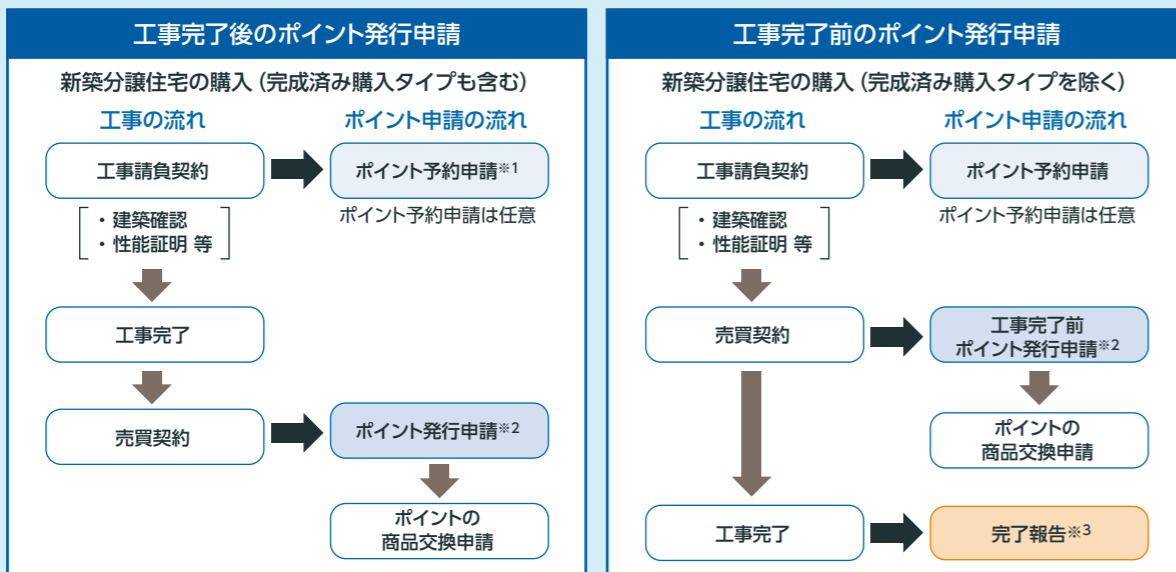 工事完了後のポイント発行申請
新築分譲住宅の購入（完成済み購入タイプも含む）
工事の流れ
ポイント申請の流れ
工事請負契約
ポイント予約申請※1
ポイント予約申請は任意
・建築確認
・性能証明 等
工事完了
売買契約
ポイント発行申請※2
ポイントの
商品交換申請
工事完了前のポイント発行申請
新築分譲住宅の購入（完成済み購入タイプを除く）
工事の流れ
ポイント申請の流れ
工事請負契約
ポイント予約申請
ポイント予約申請は任意
・建築確認
・性能証明 等
売買契約
工事完了前
ポイント発行申請※2
ポイントの
商品交換申請
工事完了
完了報告※3